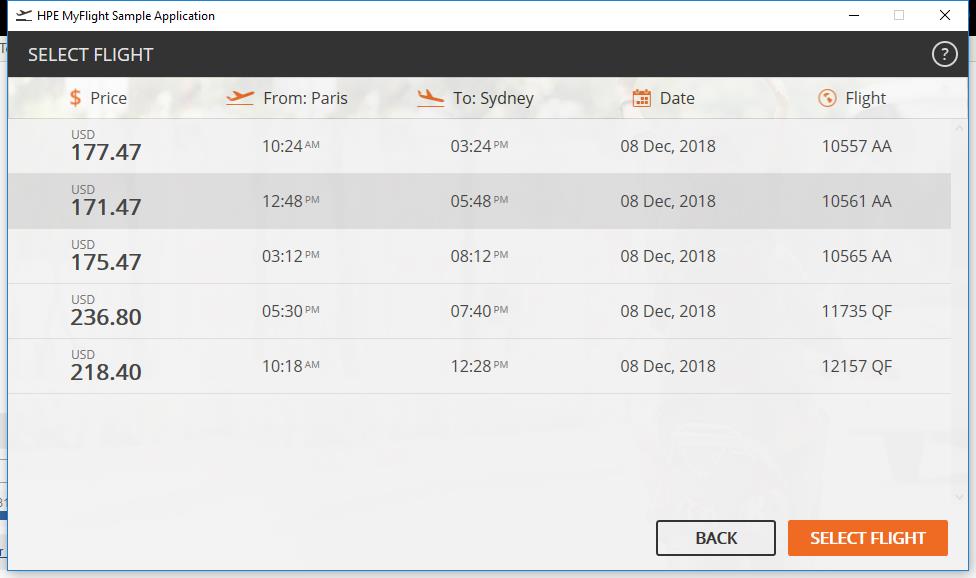 HPE MyFlight Sample Application
SELECT FLIGHT ?
$ Price From: Paris To: Sydney Date Flight
USD
177.47 10:24 AM 03:24 PM 08 Dec, 2018 10557 AA
USD
171.47 12:48 PM 05:48 PM 08 Dec, 2018 10561 AA
USD
175.47 03:12 PM 08:12 PM 08 Dec, 2018 10565 AA
USD
236.80 05:30 PM 07:40 PM 08 Dec, 2018 11735 QF
USD
218.40 10:18 AM 12:28 PM 08 Dec, 2018 12157 QF
BACK SELECT FLIGHT